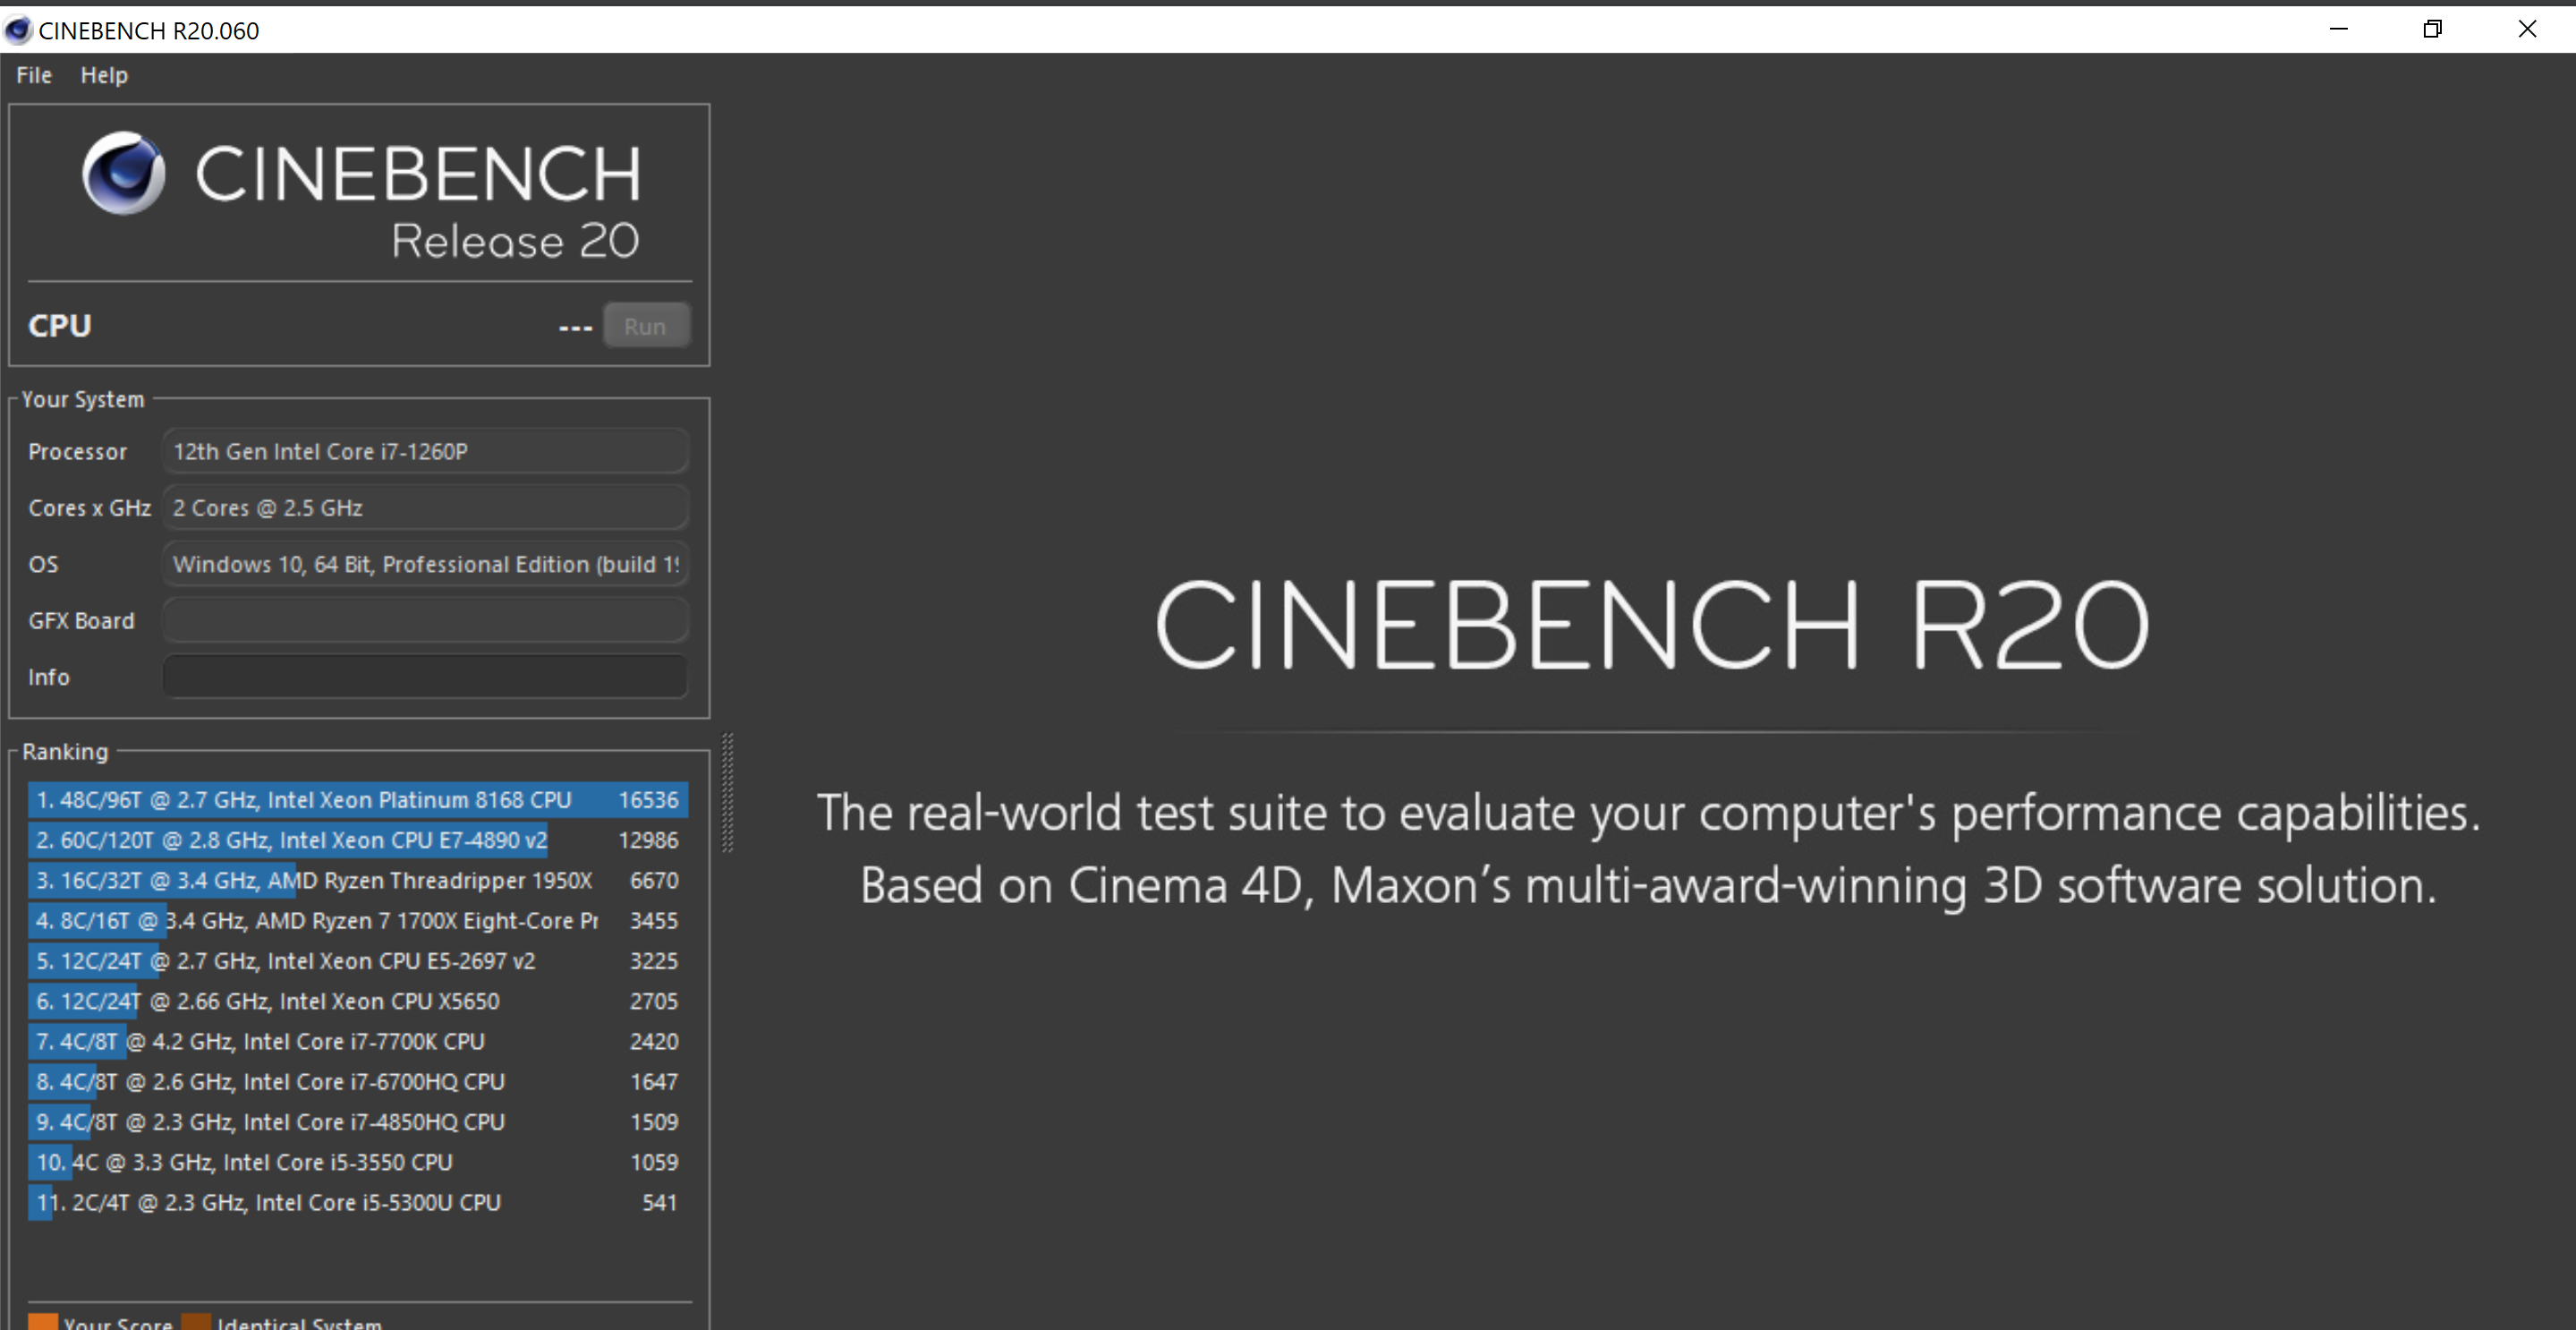 CINEBENCH R20.060
File Help
CINEBENCH
Release 20
CPU --- Run
Your System
Processor 12th Gen Intel Core i7-1260P
Cores x GHz 2 Cores @ 2.5 GHz
OS Windows 10, 64 Bit, Professional Edition (build 19
GFX Board
Info
Ranking
1. 48C/96T @ 2.7 GHz, Intel Xeon Platinum 8168 CPU 16536
2. 60C/120T @ 2.8 GHz, Intel Xeon CPU E7-4890 v2 12986
3. 16C/32T @ 3.4 GHz, AMD Ryzen Threadripper 1950X 6670
4. 8C/16T @ 3.4 GHz, AMD Ryzen 7 1700X Eight-Core Pr 3455
5. 12C/24T @ 2.7 GHz, Intel Xeon CPU E5-2697 v2 3225
6. 12C/24T @ 2.66 GHz, Intel Xeon CPU X5650 2705
7. 4C/8T @ 4.2 GHz, Intel Core i7-7700K CPU 2420
8. 4C/8T @ 2.6 GHz, Intel Core i7-6700HQ CPU 1647
9. 4C/8T @ 2.3 GHz, Intel Core i7-4850HQ CPU 1509
10. 4C @ 3.3 GHz, Intel Core i5-3550 CPU 1059
11. 2C/4T @ 2.3 GHz, Intel Core i5-5300U CPU 541
Your Score Identical System
CINEBENCH R20
The real-world test suite to evaluate your computer's performance capabilities.
Based on Cinema 4D, Maxon’s multi-award-winning 3D software solution.